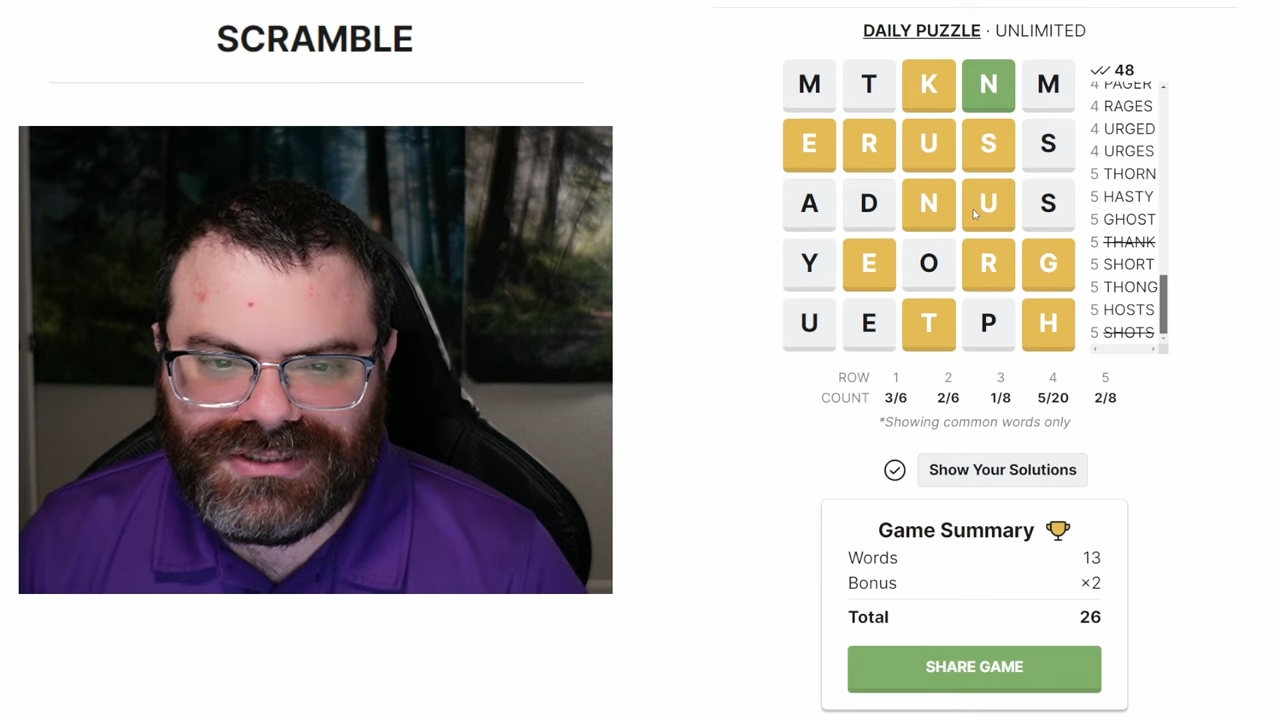 SCRAMBLE
DAILY PUZZLE · UNLIMITED
M T K N M
E R U S S
A D N U S
Y E O R G
U E T P H
48
4 PAGER
4 RAGES
4 URGED
4 URGES
5 THORN
5 HASTY
5 GHOST
5 THANK
5 SHORT
5 THONG
5 HOSTS
5 SHOTS
ROW 1 2 3 4 5
COUNT 3/6 2/6 1/8 5/20 2/8
*Showing common words only
Show Your Solutions
Game Summary
Words 13
Bonus ×2
Total 26
SHARE GAME